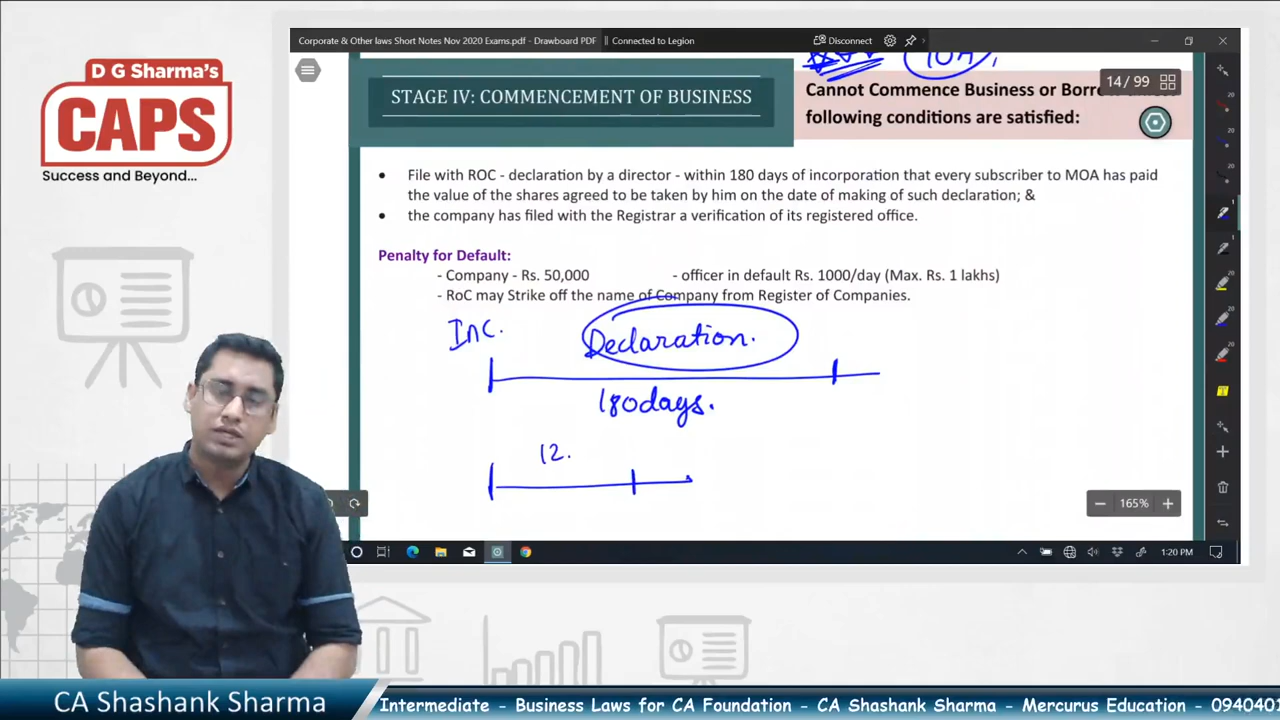 D G Sharma's
CAPS
Success and Beyond...
Corporate & Other laws Short Notes Nov 2020 Exams.pdf - Drawboard PDF
Connected to Legion
Disconnect
STAGE IV: COMMENCEMENT OF BUSINESS
10A
Cannot Commence Business or Borr
14 / 99
following conditions are satisfied:
• File with ROC - declaration by a director - within 180 days of incorporation that every subscriber to MOA has paid
the value of the shares agreed to be taken by him on the date of making of such declaration; &
• the company has filed with the Registrar a verification of its registered office.
Penalty for Default:
- Company - Rs. 50,000 - officer in default Rs. 1000/day (Max. Rs. 1 lakhs)
- RoC may Strike off the name of Company from Register of Companies.
Inc. Declaration.
180days.
12.
165%
1:20 PM
CA Shashank Sharma
Intermediate - Business Laws for CA Foundation - CA Shashank Sharma - Mercurus Education - 0940401